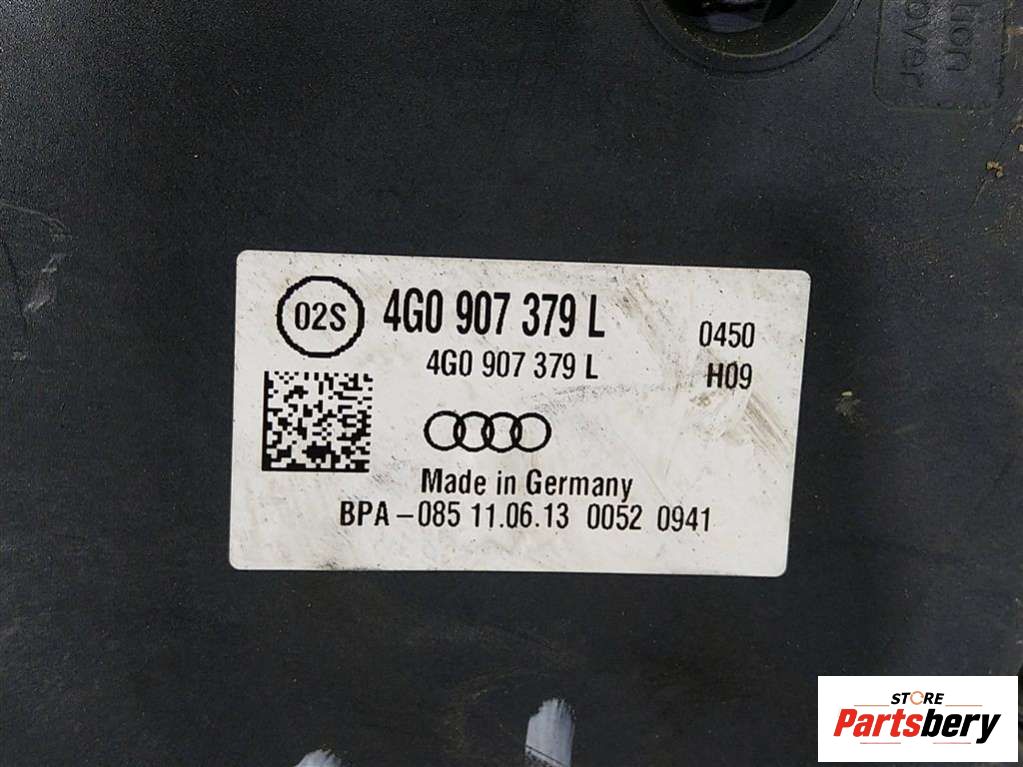 02S
4G0 907 379 L
0450
4G0 907 379 L
H09
Made in Germany
BPA-085 11.06.13 0052 0941
STORE
Partsbery